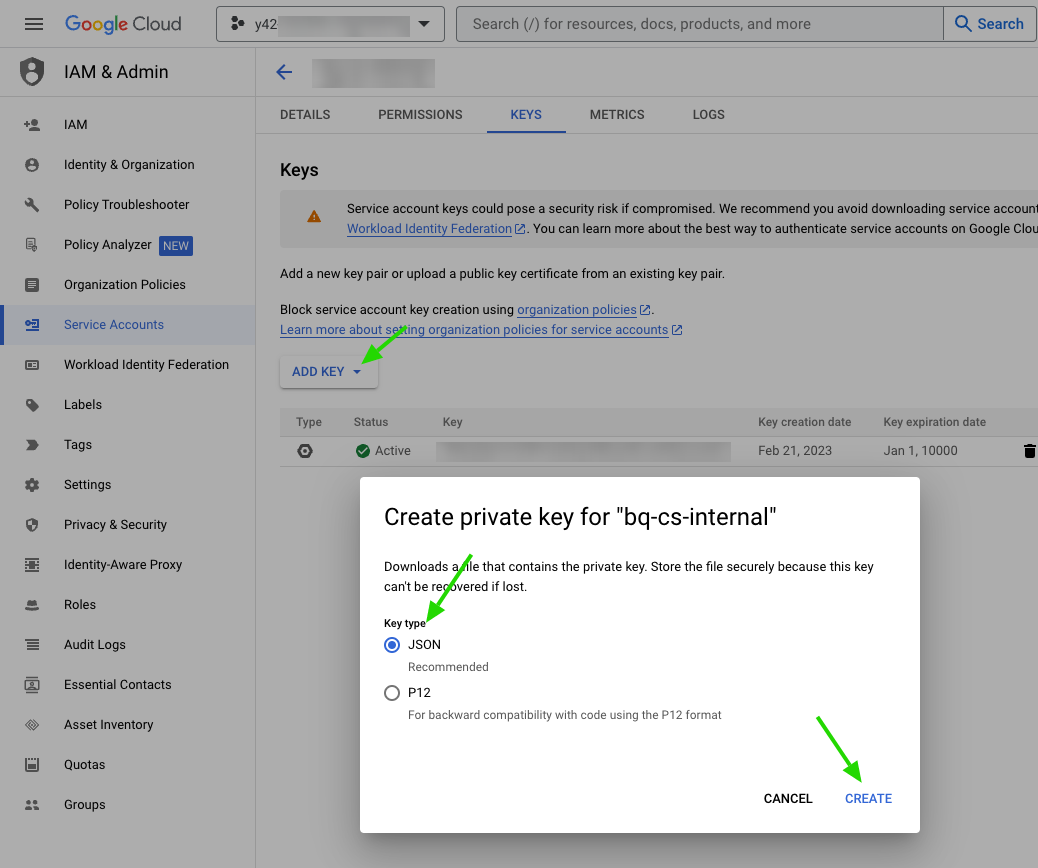 Google Cloud
y42
Search (/) for resources, docs, products, and more
Search
IAM & Admin
DETAILS
PERMISSIONS
KEYS
METRICS
LOGS
IAM
Identity & Organization
Policy Troubleshooter
Policy Analyzer NEW
Organization Policies
Service Accounts
Workload Identity Federation
Labels
Tags
Settings
Privacy & Security
Identity-Aware Proxy
Roles
Audit Logs
Essential Contacts
Asset Inventory
Quotas
Groups
Keys
Service account keys could pose a security risk if compromised. We recommend you avoid downloading service account
Workload Identity Federation . You can learn more about the best way to authenticate service accounts on Google Clou
Add a new key pair or upload a public key certificate from an existing key pair.
Block service account key creation using organization policies .
Learn more about setting organization policies for service accounts
ADD KEY
Type Status Key Key creation date Key expiration date
Active Feb 21, 2023 Jan 1, 10000
Create private key for "bq-cs-internal"
Downloads a file that contains the private key. Store the file securely because this key
can't be recovered if lost.
Key type
JSON
Recommended
P12
For backward compatibility with code using the P12 format
CANCEL
CREATE